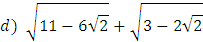 d) √(11 − 6√2) + √(3 − 2√2)